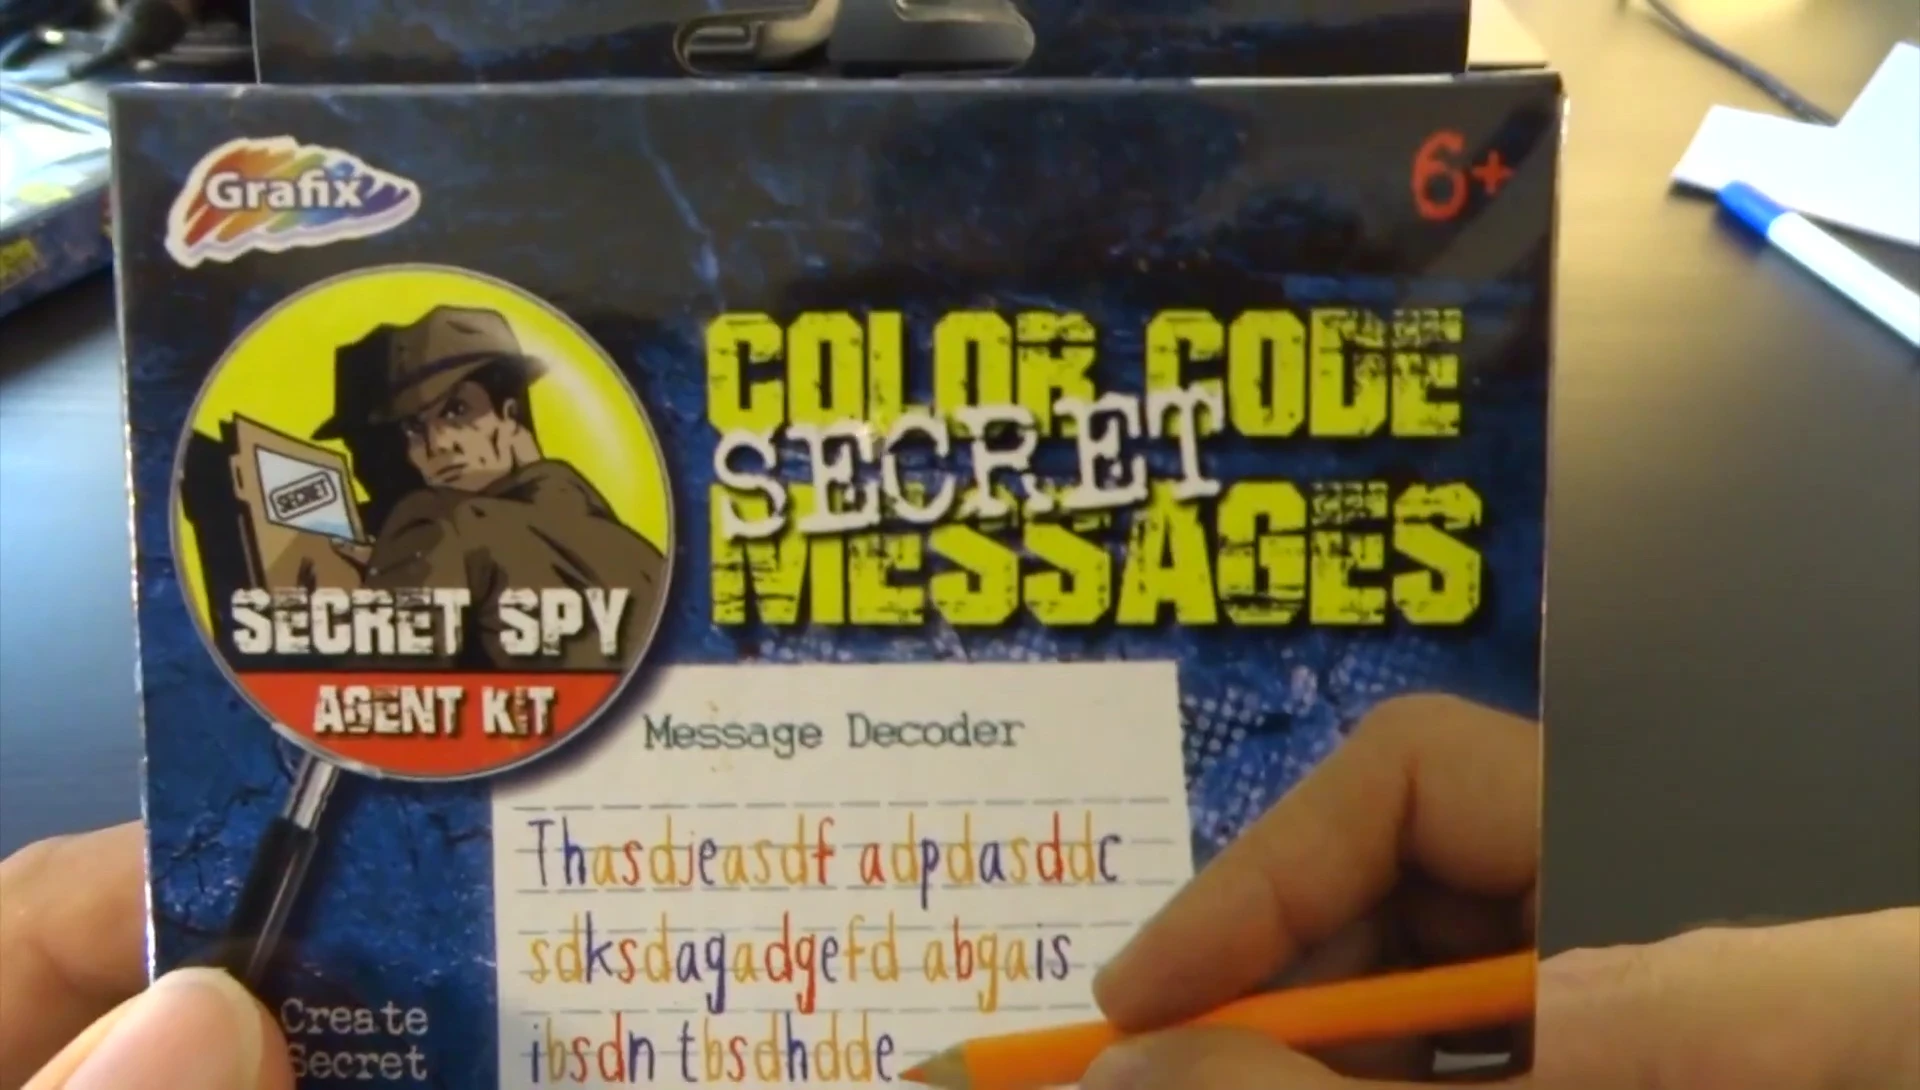 Grafix
6+
COLOR CODE
SECRET
MESSAGES
SECRET
SECRET SPY
AGENT KIT
Message Decoder
Thasdjeasdf adpdasddc
sdksdagadgefd abgais
ibsdn tbsdhdde
Create
Secret